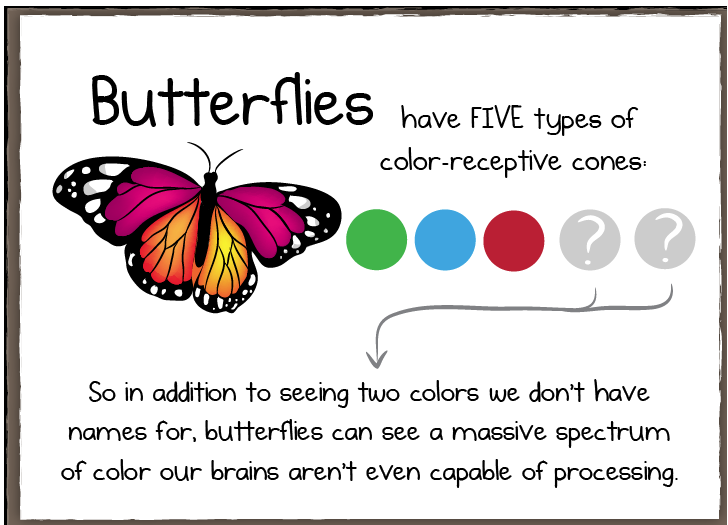 Butterflies have FIVE types of
color-receptive cones:
? ?
So in addition to seeing two colors we don't have
names for, butterflies can see a massive spectrum
of color our brains aren't even capable of processing.